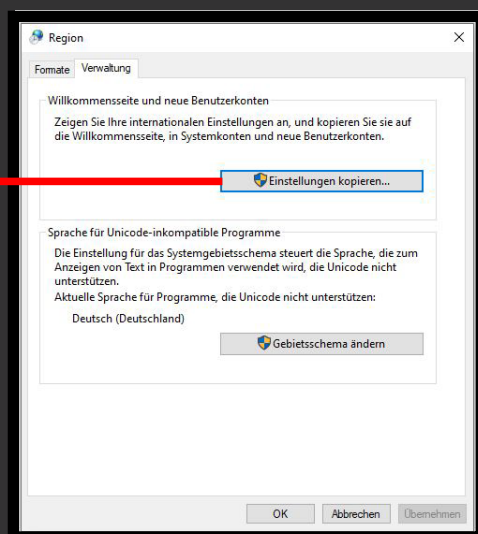 Region
Formate Verwaltung
Willkommensseite und neue Benutzerkonten
Zeigen Sie Ihre internationalen Einstellungen an, und kopieren Sie sie auf
die Willkommensseite, in Systemkonten und neue Benutzerkonten.
Einstellungen kopieren...
Sprache für Unicode-inkompatible Programme
Die Einstellung für das Systemgebietsschema steuert die Sprache, die zum
Anzeigen von Text in Programmen verwendet wird, die Unicode nicht
unterstützen.
Aktuelle Sprache für Programme, die Unicode nicht unterstützen:
Deutsch (Deutschland)
Gebietsschema ändern
OK Abbrechen Übernehmen